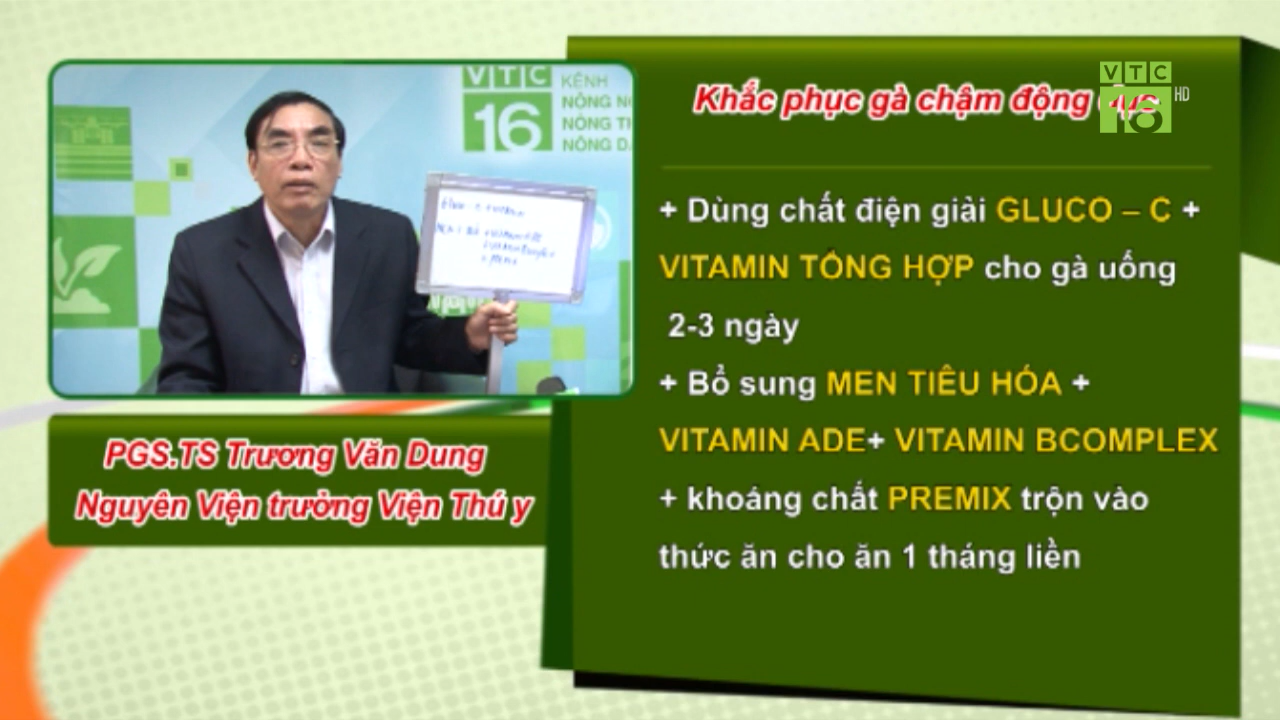 VTC
16
KÊNH
NÔNG
NÔNG
NÔNG
VTC
16
HD
Khắc phục gà chậm động
+ Dùng chất điện giải GLUCO – C +
VITAMIN TỔNG HỢP cho gà uống
2-3 ngày
+ Bổ sung MEN TIÊU HÓA +
VITAMIN ADE+ VITAMIN BCOMPLEX
+ khoáng chất PREMIX trộn vào
thức ăn cho ăn 1 tháng liền
PGS.TS Trương Văn Dung
Nguyên Viện trưởng Viện Thú y